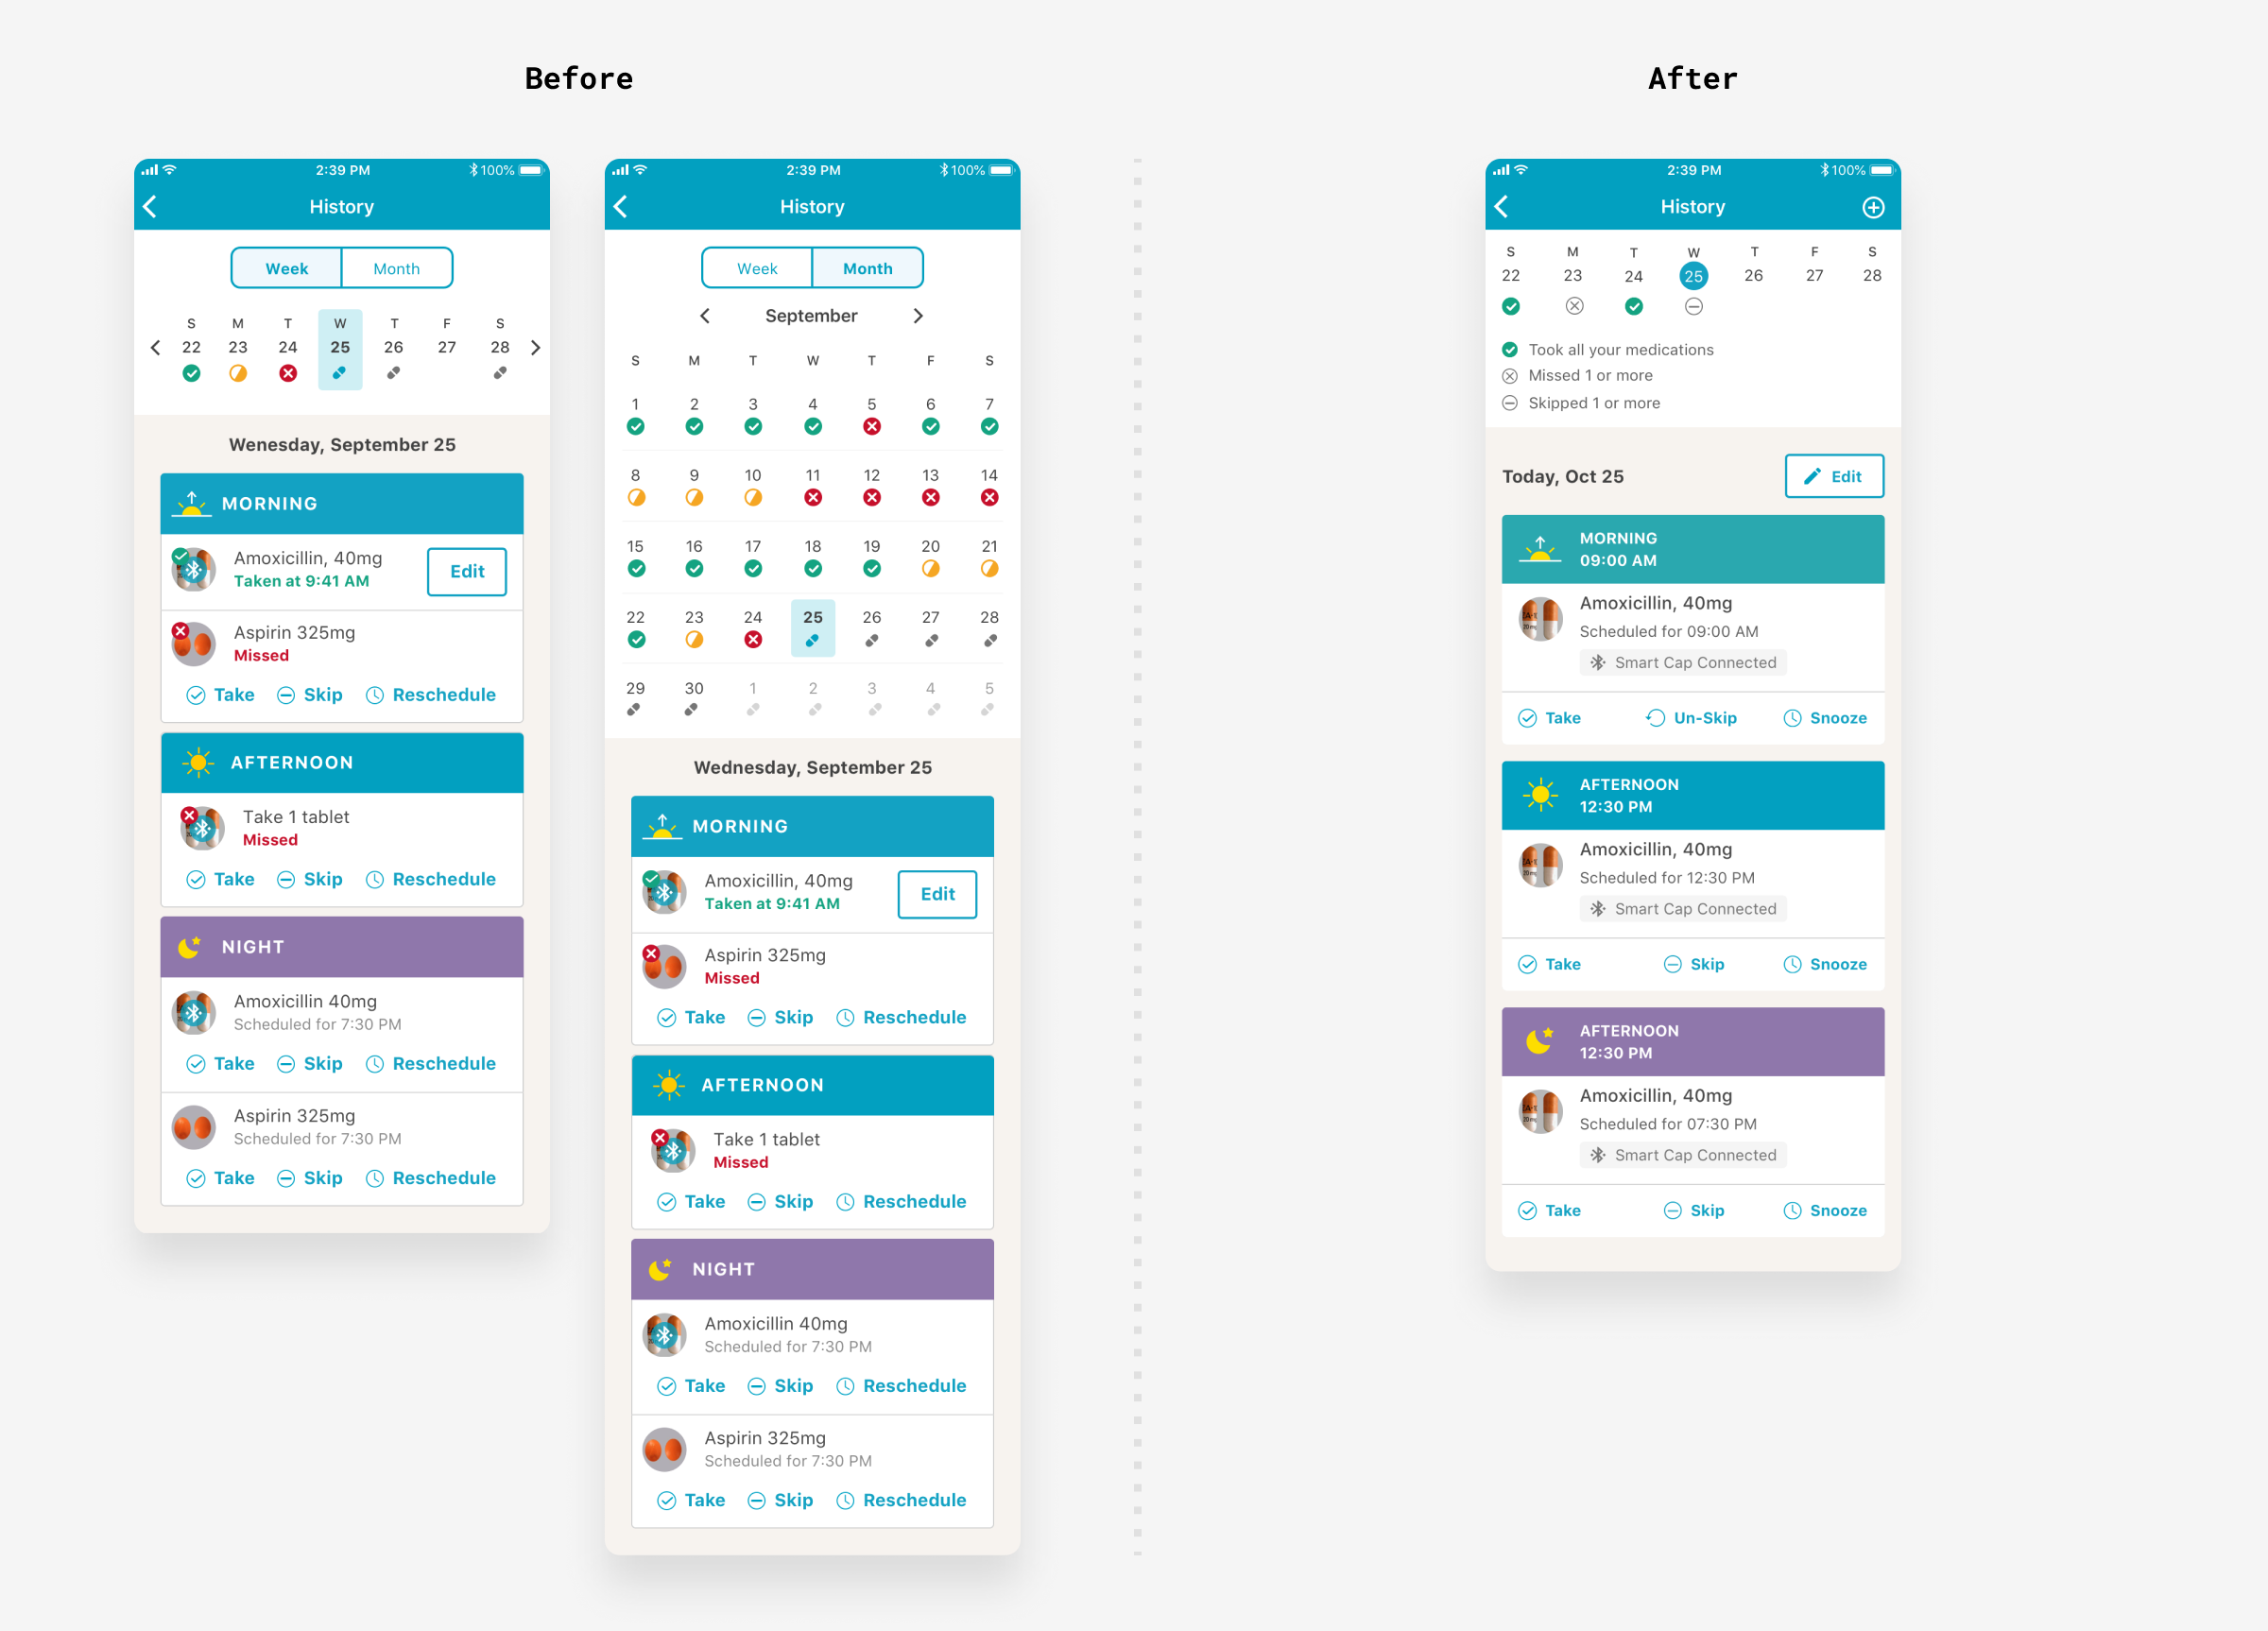 Before
After
2:39 PM
100%
History
Week
Month
S M T W T F S
22 23 24 25 26 27 28
Wenesday, September 25
MORNING
Amoxicillin, 40mg
Taken at 9:41 AM
Edit
Aspirin 325mg
Missed
Take Skip Reschedule
AFTERNOON
Take 1 tablet
Missed
Take Skip Reschedule
NIGHT
Amoxicillin 40mg
Scheduled for 7:30 PM
Take Skip Reschedule
Aspirin 325mg
Scheduled for 7:30 PM
Take Skip Reschedule
2:39 PM
100%
History
Week
Month
September
S M T W T F S
1 2 3 4 5 6 7
8 9 10 11 12 13 14
15 16 17 18 19 20 21
22 23 24 25 26 27 28
29 30 1 2 3 4 5
Wednesday, September 25
MORNING
Amoxicillin, 40mg
Taken at 9:41 AM
Edit
Aspirin 325mg
Missed
Take Skip Reschedule
AFTERNOON
Take 1 tablet
Missed
Take Skip Reschedule
NIGHT
Amoxicillin 40mg
Scheduled for 7:30 PM
Take Skip Reschedule
Aspirin 325mg
Scheduled for 7:30 PM
Take Skip Reschedule
2:39 PM
100%
History
S M T W T F S
22 23 24 25 26 27 28
Took all your medications
Missed 1 or more
Skipped 1 or more
Today, Oct 25
Edit
MORNING
09:00 AM
Amoxicillin, 40mg
Scheduled for 09:00 AM
Smart Cap Connected
Take Un-Skip Snooze
AFTERNOON
12:30 PM
Amoxicillin, 40mg
Scheduled for 12:30 PM
Smart Cap Connected
Take Skip Snooze
AFTERNOON
12:30 PM
Amoxicillin, 40mg
Scheduled for 07:30 PM
Smart Cap Connected
Take Skip Snooze